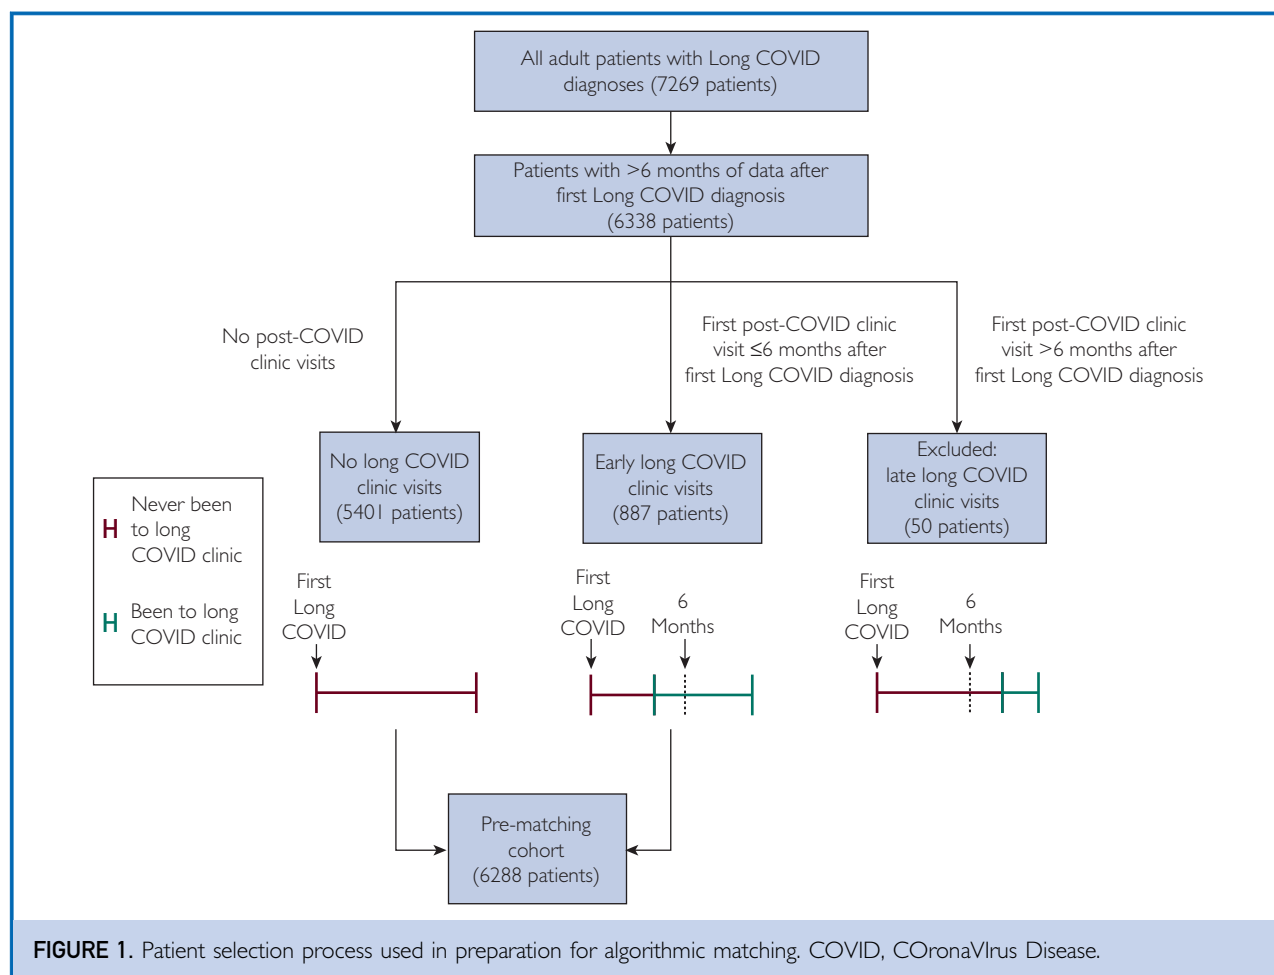 All adult patients with Long COVID
diagnoses (7269 patients)
Patients with >6 months of data after
first Long COVID diagnosis
(6338 patients)
No post-COVID
clinic visits
First post-COVID clinic
visit ≤6 months after
first Long COVID diagnosis
First post-COVID clinic
visit >6 months after
first Long COVID diagnosis
No long COVID
clinic visits
(5401 patients)
Early long COVID
clinic visits
(887 patients)
Excluded:
late long COVID
clinic visits
(50 patients)
H Never been
to long
COVID clinic
H Been to long
COVID clinic
First
Long
COVID
First
Long
COVID
6
Months
First
Long
COVID
6
Months
Pre-matching
cohort
(6288 patients)
FIGURE 1. Patient selection process used in preparation for algorithmic matching. COVID, COronaVIrus Disease.